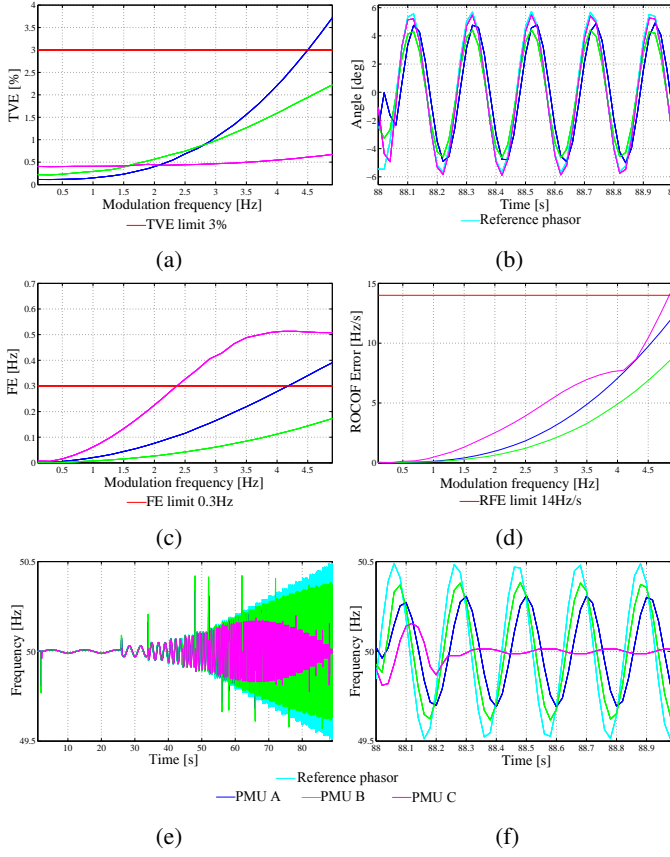 4
3.5
3
2.5
2
1.5
1
0.5
0
TVE [%]
0.5 1 1.5 2 2.5 3 3.5 4 4.5
Modulation frequency [Hz]
TVE limit 3%
(a)
6
4
2
0
−2
−4
−6
Angle [deg]
88 88.1 88.2 88.3 88.4 88.5 88.6 88.7 88.8 88.9
Time [s]
Reference phasor
(b)
0.7
0.6
0.5
0.4
0.3
0.2
0.1
0
FE [Hz]
0.5 1 1.5 2 2.5 3 3.5 4 4.5
Modulation frequency [Hz]
FE limit 0.3Hz
(c)
15
10
5
0
ROCOF Error [Hz/s]
0.5 1 1.5 2 2.5 3 3.5 4 4.5
Modulation frequency [Hz]
RFE limit 14Hz/s
(d)
50.5
50
49.5
Frequency [Hz]
10 20 30 40 50 60 70 80
Time [s]
50.5
50
49.5
Frequency [Hz]
88 88.1 88.2 88.3 88.4 88.5 88.6 88.7 88.8 88.9
Time [s]
Reference phasor
PMU A PMU B PMU C
(e)
(f)